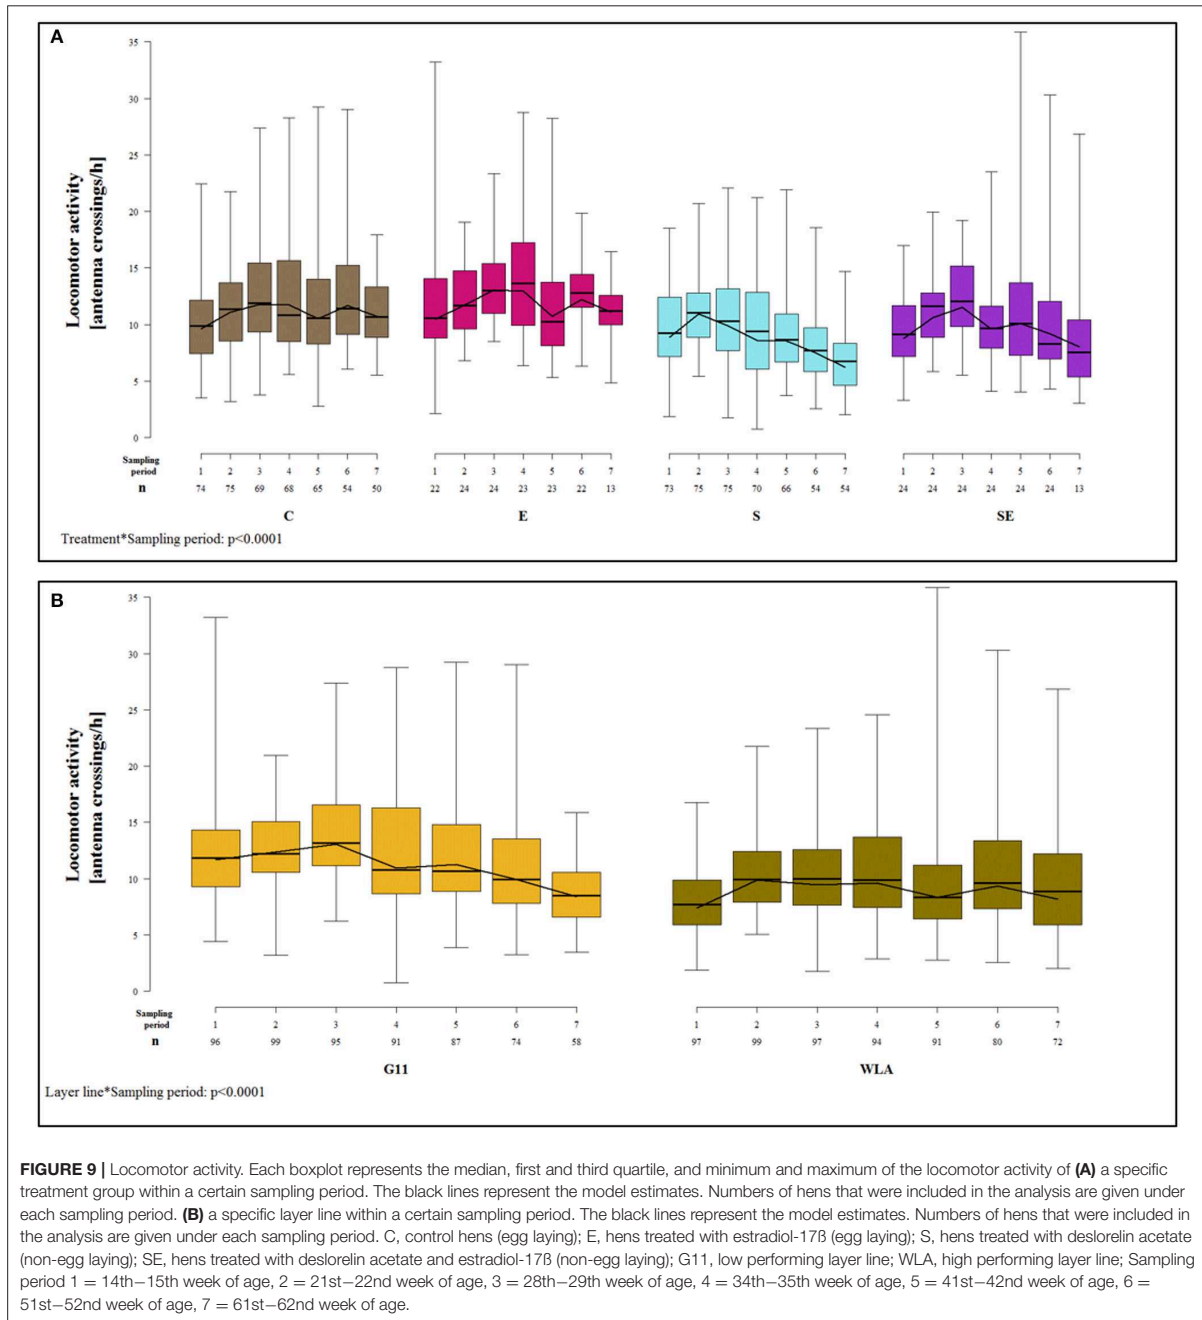 A
35
30
25
20
15
10
5
0
Locomotor activity
[antenna crossings/h]
Sampling
period
1 2 3 4 5 6 7 1 2 3 4 5 6 7 1 2 3 4 5 6 7 1 2 3 4 5 6 7
n
74 75 69 68 65 54 50 22 24 24 23 23 22 13 73 75 75 70 66 54 54 24 24 24 24 24 24 13
C E S SE
Treatment*Sampling period: p<0.0001
B
35
30
25
20
15
10
5
0
Locomotor activity
[antenna crossings/h]
Sampling
period
1 2 3 4 5 6 7 1 2 3 4 5 6 7
n
96 99 95 91 87 74 58 97 99 97 94 91 80 72
G11 WLA
Layer line*Sampling period: p<0.0001
FIGURE 9 | Locomotor activity. Each boxplot represents the median, first and third quartile, and minimum and maximum of the locomotor activity of (A) a specific
treatment group within a certain sampling period. The black lines represent the model estimates. Numbers of hens that were included in the analysis are given under
each sampling period. (B) a specific layer line within a certain sampling period. The black lines represent the model estimates. Numbers of hens that were included in
the analysis are given under each sampling period. C, control hens (egg laying); E, hens treated with estradiol-17ß (egg laying); S, hens treated with deslorelin acetate
(non-egg laying); SE, hens treated with deslorelin acetate and estradiol-17ß (non-egg laying); G11, low performing layer line; WLA, high performing layer line; Sampling
period 1 = 14th–15th week of age, 2 = 21st–22nd week of age, 3 = 28th–29th week of age, 4 = 34th–35th week of age, 5 = 41st–42nd week of age, 6 =
51st–52nd week of age, 7 = 61st–62nd week of age.